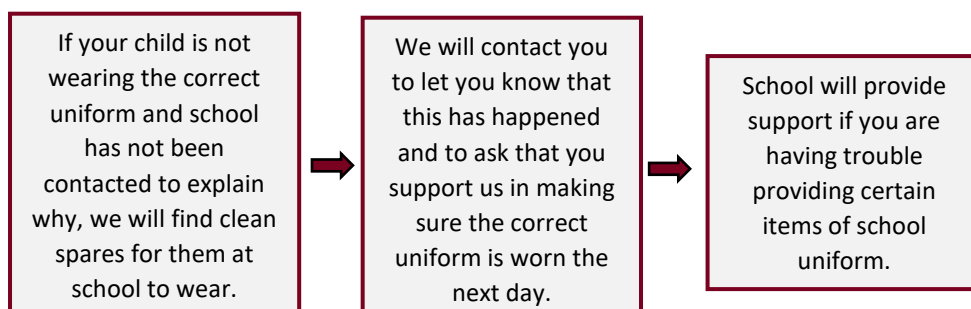 If your child is not
wearing the correct
uniform and school
has not been
contacted to explain
why, we will find clean
spares for them at
school to wear.
We will contact you
to let you know that
this has happened
and to ask that you
support us in making
sure the correct
uniform is worn the
next day.
School will provide
support if you are
having trouble
providing certain
items of school
uniform.